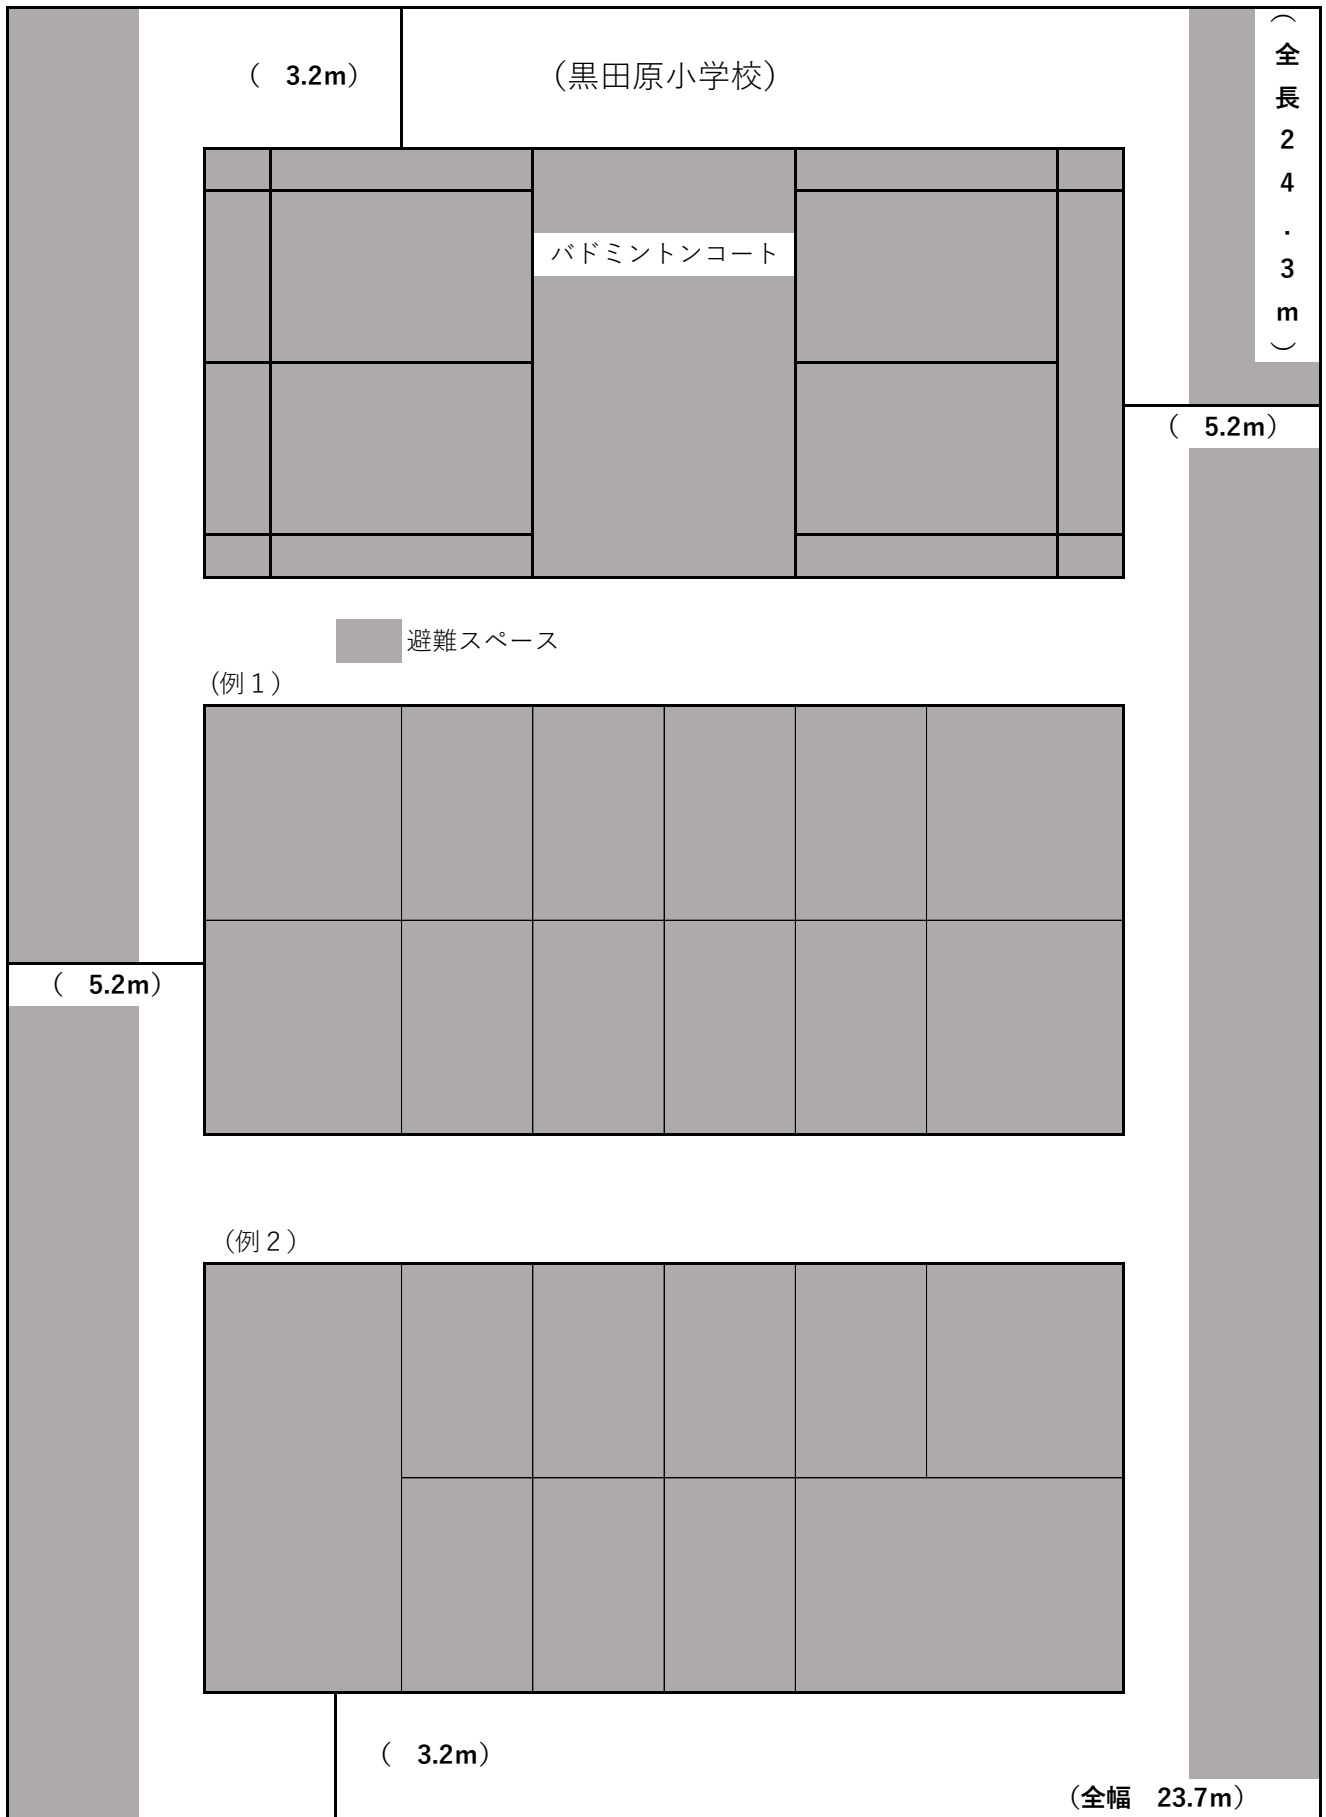 （　3.2m）
（黒田原小学校）
（全長２４．３ｍ）
バドミントンコート
（　5.2m）
避難スペース
（例１）
（　5.2m）
（例２）
（　3.2m）
（全幅　23.7m）